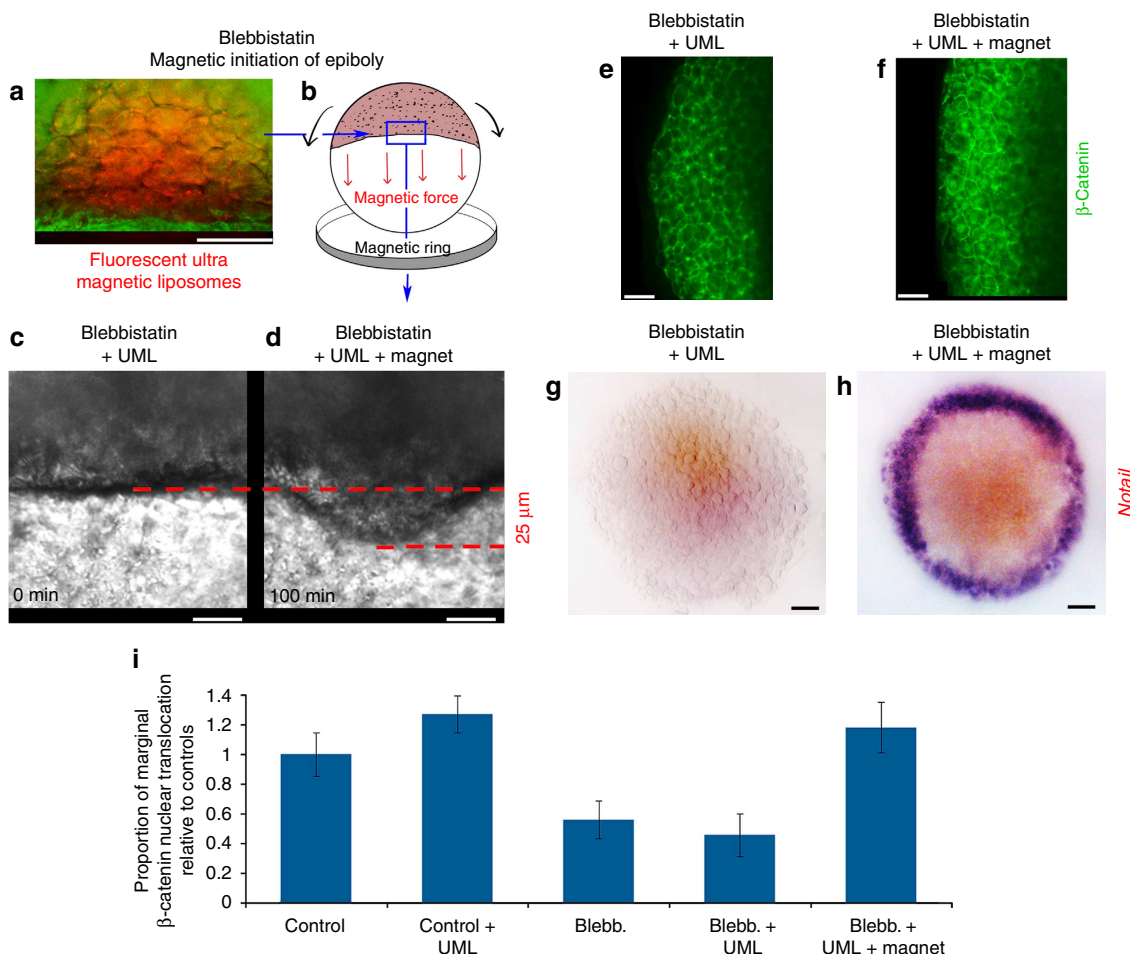 Blebbistatin
Magnetic initiation of epiboly
a
b
Magnetic force
Magnetic ring
Fluorescent ultra
magnetic liposomes
Blebbistatin
+ UML
e
Blebbistatin
+ UML + magnet
f
β-Catenin
Blebbistatin
+ UML
c
0 min
Blebbistatin
+ UML + magnet
d
100 min
25 μm
Blebbistatin
+ UML
g
Blebbistatin
+ UML + magnet
h
Notail
i
Proportion of marginal
β-catenin nuclear translocation
relative to controls
1.4
1.2
1
0.8
0.6
0.4
0.2
0
Control
Control +
UML
Blebb.
Blebb. +
UML
Blebb. +
UML + magnet